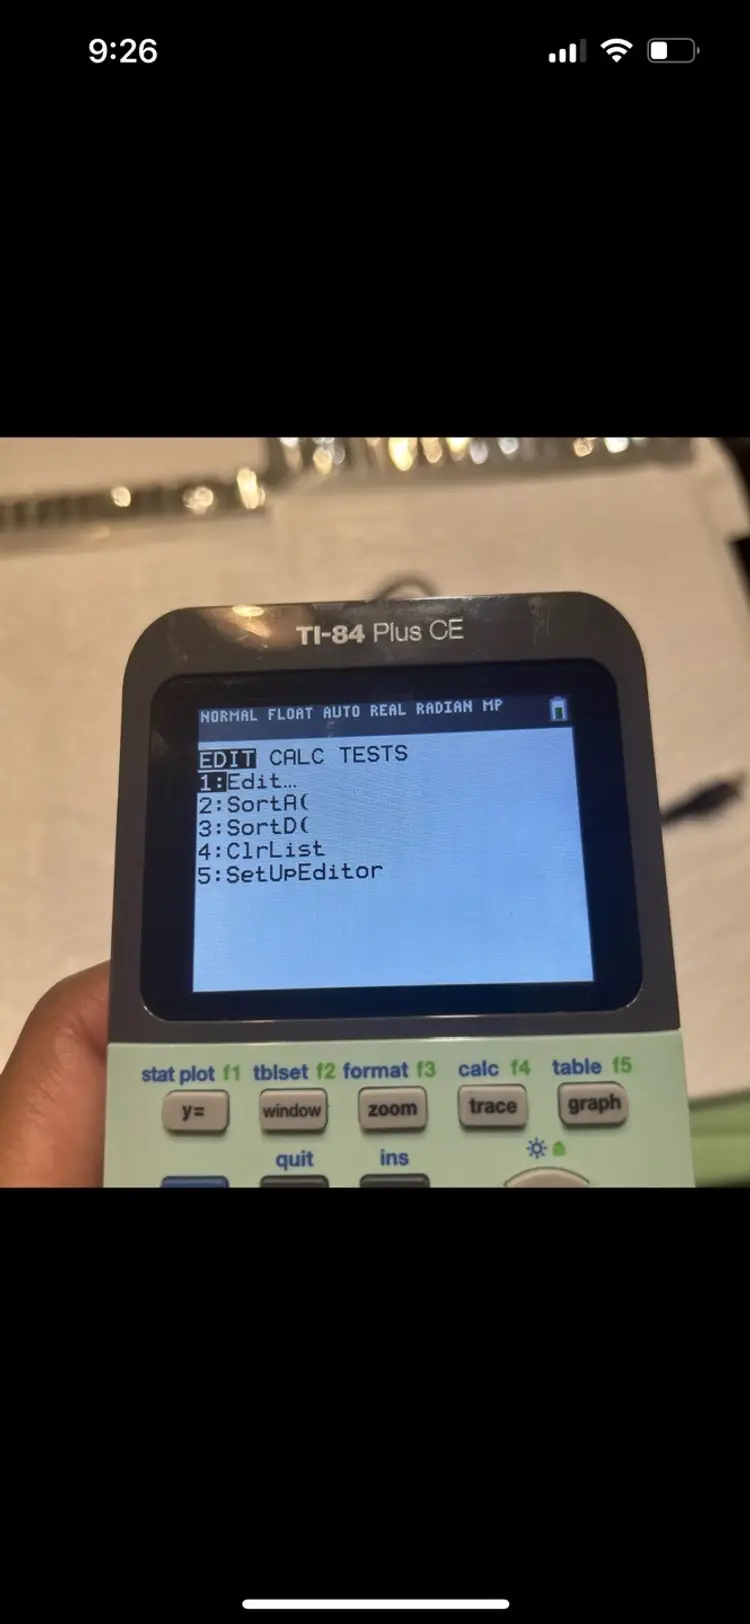 9:26
TI-84 Plus CE
NORMAL FLOAT AUTO REAL RADIAN MP
EDIT CALC TESTS
1:Edit…
2:SortA(
3:SortD(
4:ClrList
5:SetUpEditor
stat plot f1 tblset f2 format f3 calc f4 table f5
y= window zoom trace graph
quit ins